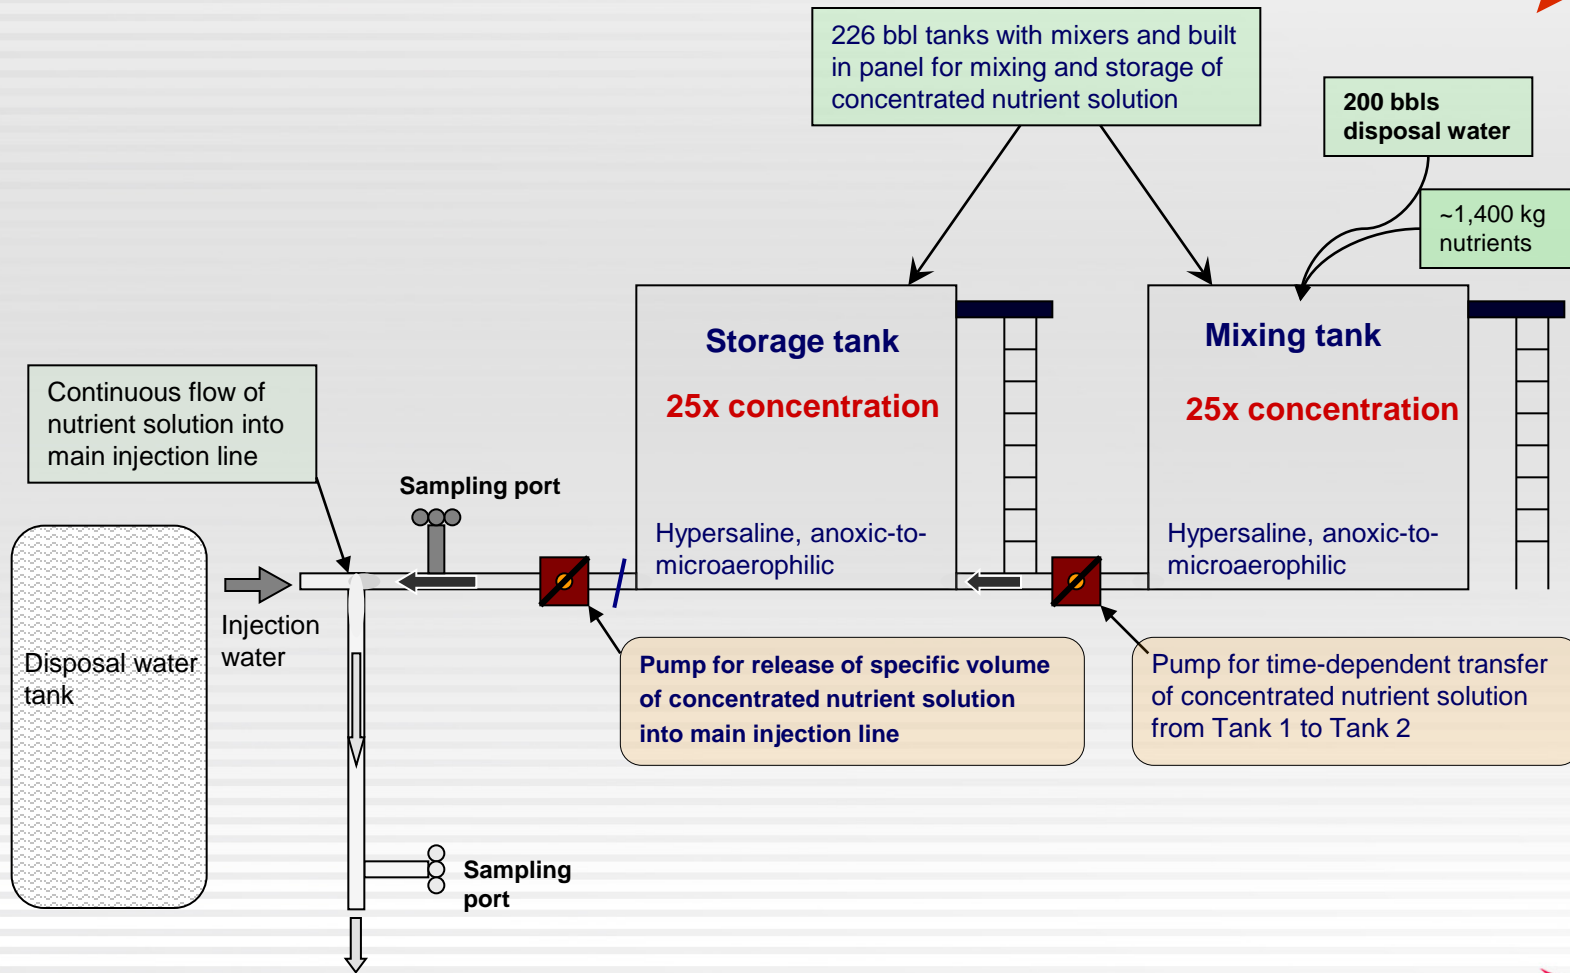 226 bbl tanks with mixers and built
in panel for mixing and storage of
concentrated nutrient solution
200 bbls
disposal water
~1,400 kg
nutrients
Storage tank
25x concentration
Hypersaline, anoxic-to-
microaerophilic
Mixing tank
25x concentration
Hypersaline, anoxic-to-
microaerophilic
Continuous flow of
nutrient solution into
main injection line
Sampling port
Injection
water
Disposal water
tank
Pump for release of specific volume
of concentrated nutrient solution
into main injection line
Pump for time-dependent transfer
of concentrated nutrient solution
from Tank 1 to Tank 2
Sampling
port